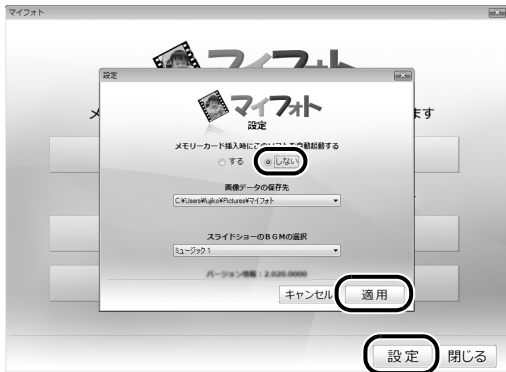 マイフォト
設定
マイフォト
設定
メモリーカード挿入時にこのソフトを自動起動する
する しない
画像データの保存先
C:¥Users¥fujiko¥Pictures¥マイフォト
スライドショーのＢＧＭの選択
ミュージック1
バージョン情報：2.020.0000
キャンセル 適用
設定 閉じる